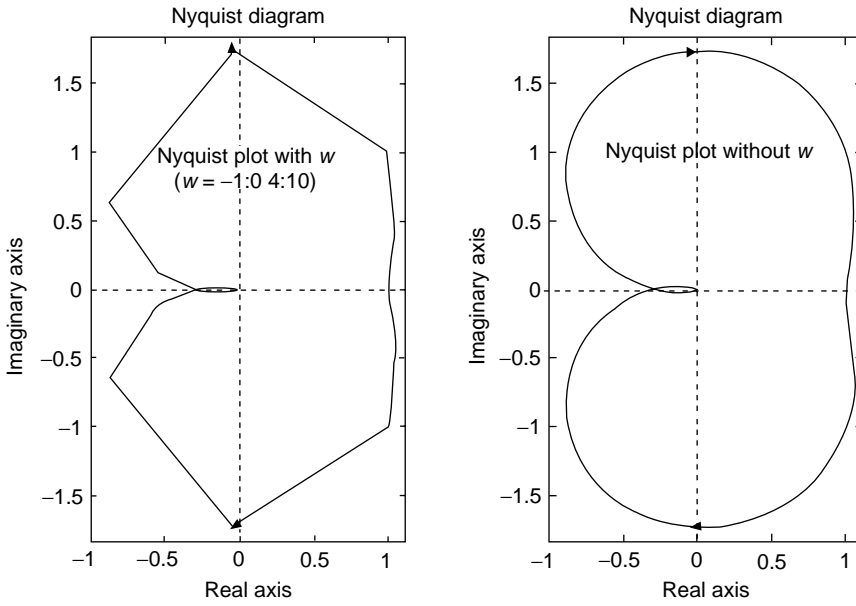 Nyquist diagram
1.5
1
0.5
0
−0.5
−1
−1.5
−1
−0.5
0
0.5
1
Imaginary axis
Real axis
Nyquist plot with w
(w = −1:0 4:10)
Nyquist diagram
1.5
1
0.5
0
−0.5
−1
−1.5
−1
−0.5
0
0.5
1
Imaginary axis
Real axis
Nyquist plot without w